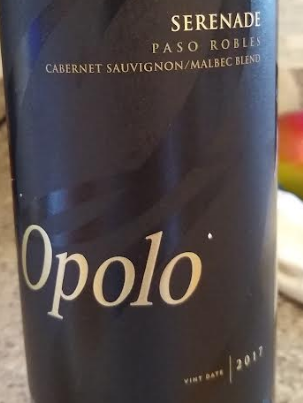 SERENADE
PASO ROBLES
CABERNET SAUVIGNON/MALBEC BLEND
Opolo
VINT DATE | 2017